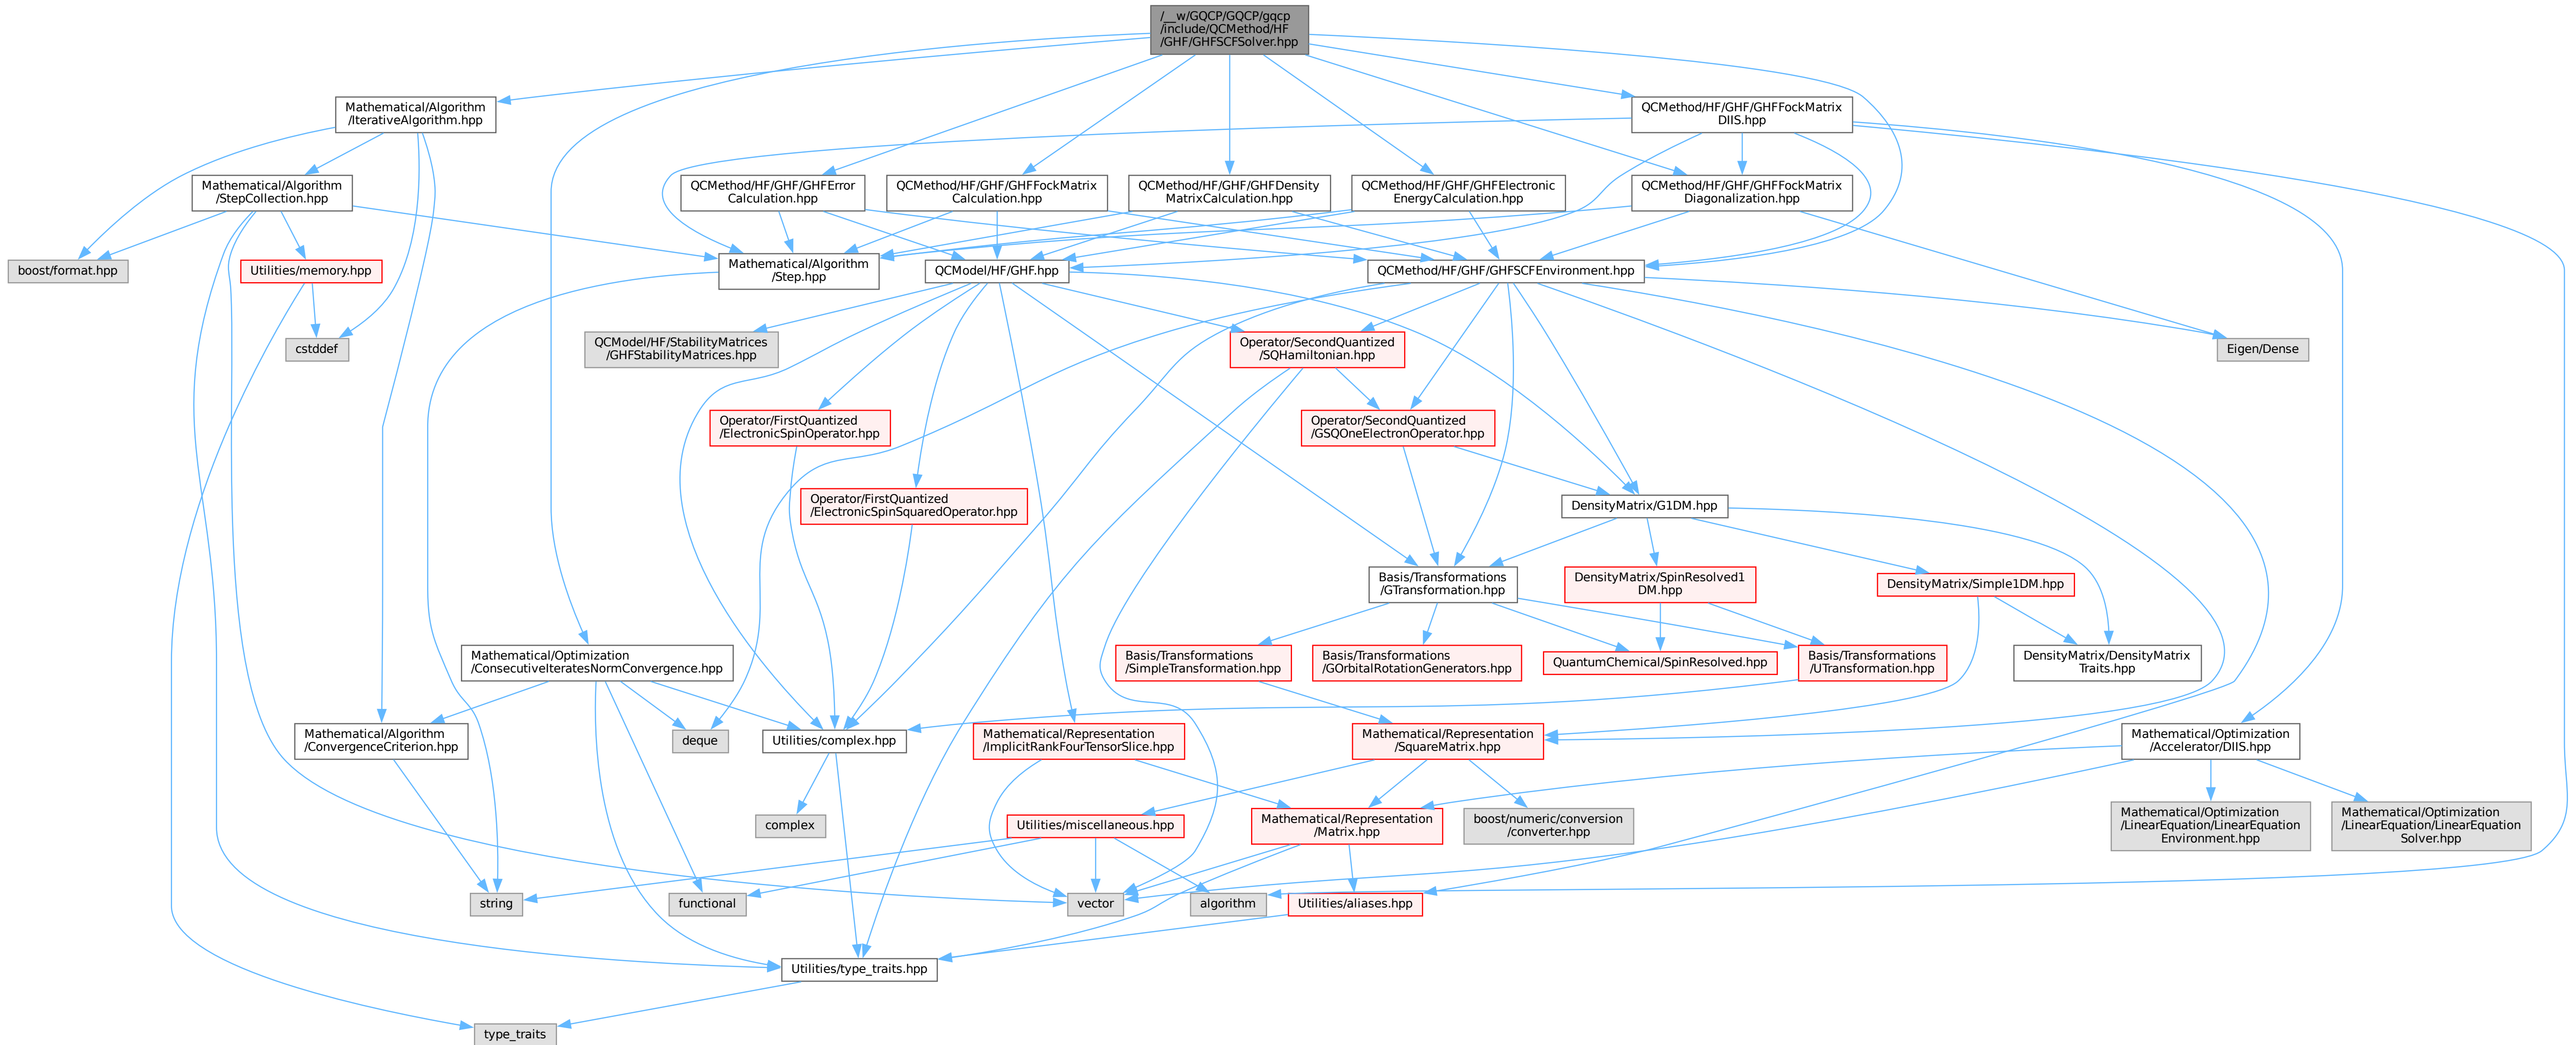 /__w/GQCP/GQCP/gqcp
/include/QCMethod/HF
/GHF/GHFSCFSolver.hpp
Mathematical/Algorithm
/IterativeAlgorithm.hpp
QCMethod/HF/GHF/GHFFockMatrix
DIIS.hpp
Mathematical/Algorithm
/StepCollection.hpp
QCMethod/HF/GHF/GHFError
Calculation.hpp
QCMethod/HF/GHF/GHFFockMatrix
Calculation.hpp
QCMethod/HF/GHF/GHFDensity
MatrixCalculation.hpp
QCMethod/HF/GHF/GHFElectronic
EnergyCalculation.hpp
QCMethod/HF/GHF/GHFFockMatrix
Diagonalization.hpp
boost/format.hpp
Utilities/memory.hpp
Mathematical/Algorithm
/Step.hpp
QCModel/HF/GHF.hpp
QCMethod/HF/GHF/GHFSCFEnvironment.hpp
cstddef
QCModel/HF/StabilityMatrices
/GHFStabilityMatrices.hpp
Operator/SecondQuantized
/SQHamiltonian.hpp
Eigen/Dense
Operator/FirstQuantized
/ElectronicSpinOperator.hpp
Operator/SecondQuantized
/GSQOneElectronOperator.hpp
Operator/FirstQuantized
/ElectronicSpinSquaredOperator.hpp
DensityMatrix/G1DM.hpp
Basis/Transformations
/GTransformation.hpp
DensityMatrix/SpinResolved1
DM.hpp
DensityMatrix/Simple1DM.hpp
Mathematical/Optimization
/ConsecutiveIteratesNormConvergence.hpp
Basis/Transformations
/SimpleTransformation.hpp
Basis/Transformations
/GOrbitalRotationGenerators.hpp
QuantumChemical/SpinResolved.hpp
Basis/Transformations
/UTransformation.hpp
DensityMatrix/DensityMatrix
Traits.hpp
Mathematical/Algorithm
/ConvergenceCriterion.hpp
deque
Utilities/complex.hpp
Mathematical/Representation
/ImplicitRankFourTensorSlice.hpp
Mathematical/Representation
/SquareMatrix.hpp
Mathematical/Optimization
/Accelerator/DIIS.hpp
complex
Utilities/miscellaneous.hpp
Mathematical/Representation
/Matrix.hpp
boost/numeric/conversion
/converter.hpp
Mathematical/Optimization
/LinearEquation/LinearEquation
Environment.hpp
Mathematical/Optimization
/LinearEquation/LinearEquation
Solver.hpp
string
functional
vector
algorithm
Utilities/aliases.hpp
Utilities/type_traits.hpp
type_traits